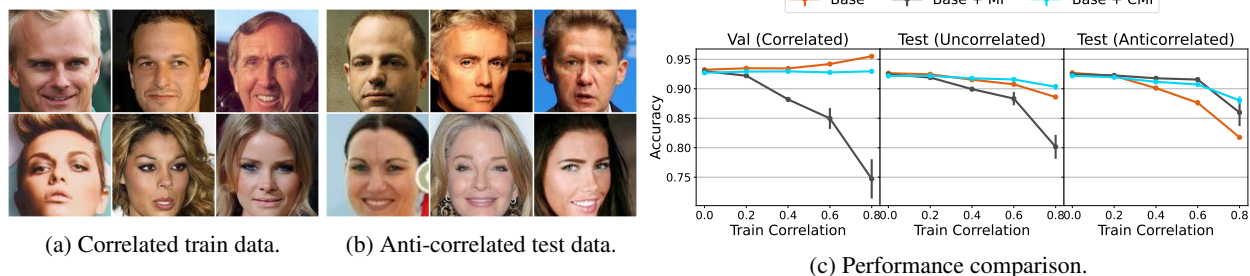 Base Base + MI Base + CMI
Val (Correlated) Test (Uncorrelated) Test (Anticorrelated)
0.95
0.90
0.85
0.80
0.75
Accuracy
0.0 0.2 0.4 0.6 0.8 0.0 0.2 0.4 0.6 0.8 0.0 0.2 0.4 0.6 0.8
Train Correlation Train Correlation Train Correlation
(a) Correlated train data. (b) Anti-correlated test data.
(c) Performance comparison.